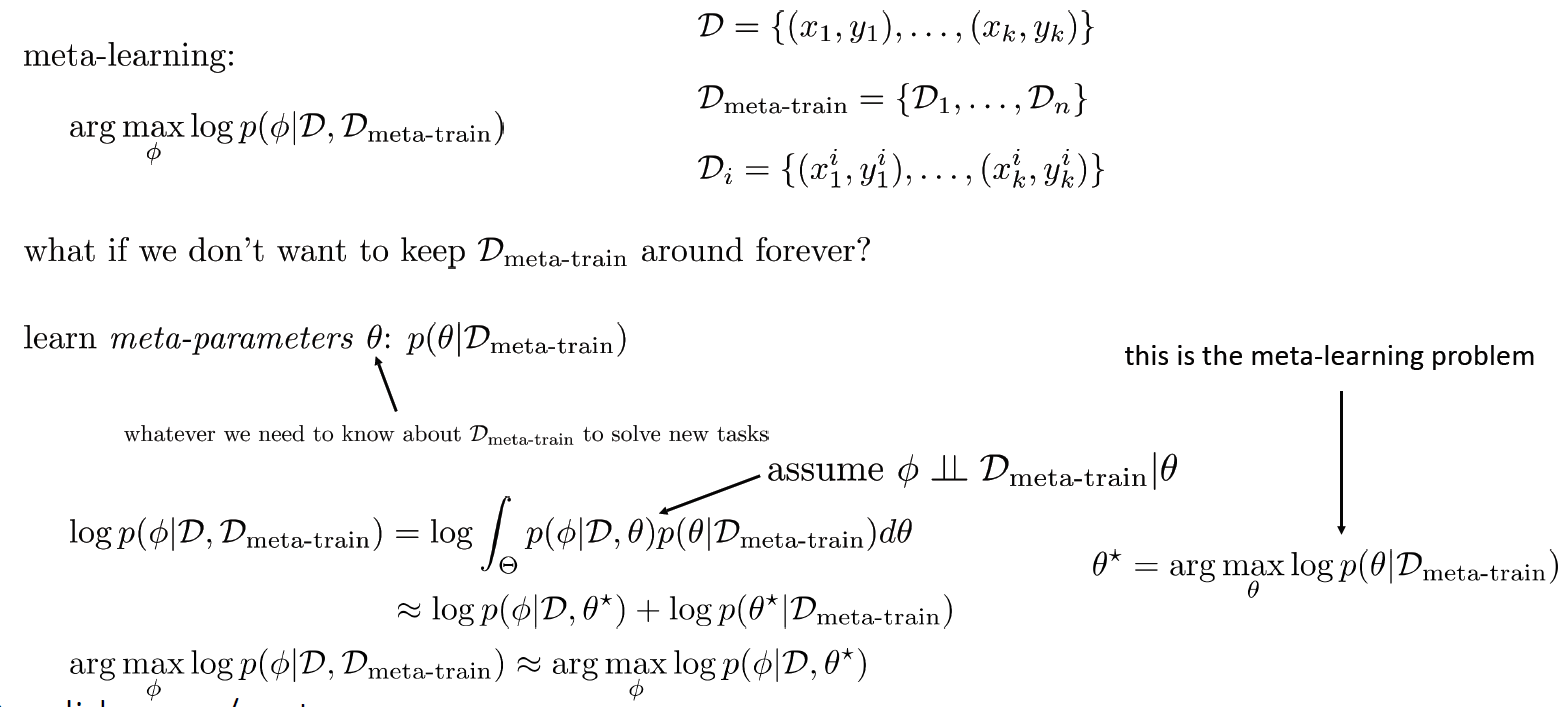 meta-learning:
arg max_ϕ log p(ϕ|𝒟, 𝒟_meta-train)
𝒟 = {(x_1, y_1), . . . , (x_k, y_k)}
𝒟_meta-train = {𝒟_1, . . . , 𝒟_n}
𝒟_i = {(x_1^i, y_1^i), . . . , (x_k^i, y_k^i)}
what if we don't want to keep 𝒟_meta-train around forever?
learn meta-parameters θ: p(θ|𝒟_meta-train)
whatever we need to know about 𝒟_meta-train to solve new tasks
this is the meta-learning problem
assume ϕ ⫫ 𝒟_meta-train|θ
log p(ϕ|𝒟, 𝒟_meta-train) = log ∫_Θ p(ϕ|𝒟, θ)p(θ|𝒟_meta-train)dθ
≈ log p(ϕ|𝒟, θ*) + log p(θ*|𝒟_meta-train)
θ* = arg max_θ log p(θ|𝒟_meta-train)
arg max_ϕ log p(ϕ|𝒟, 𝒟_meta-train) ≈ arg max_ϕ log p(ϕ|𝒟, θ*)